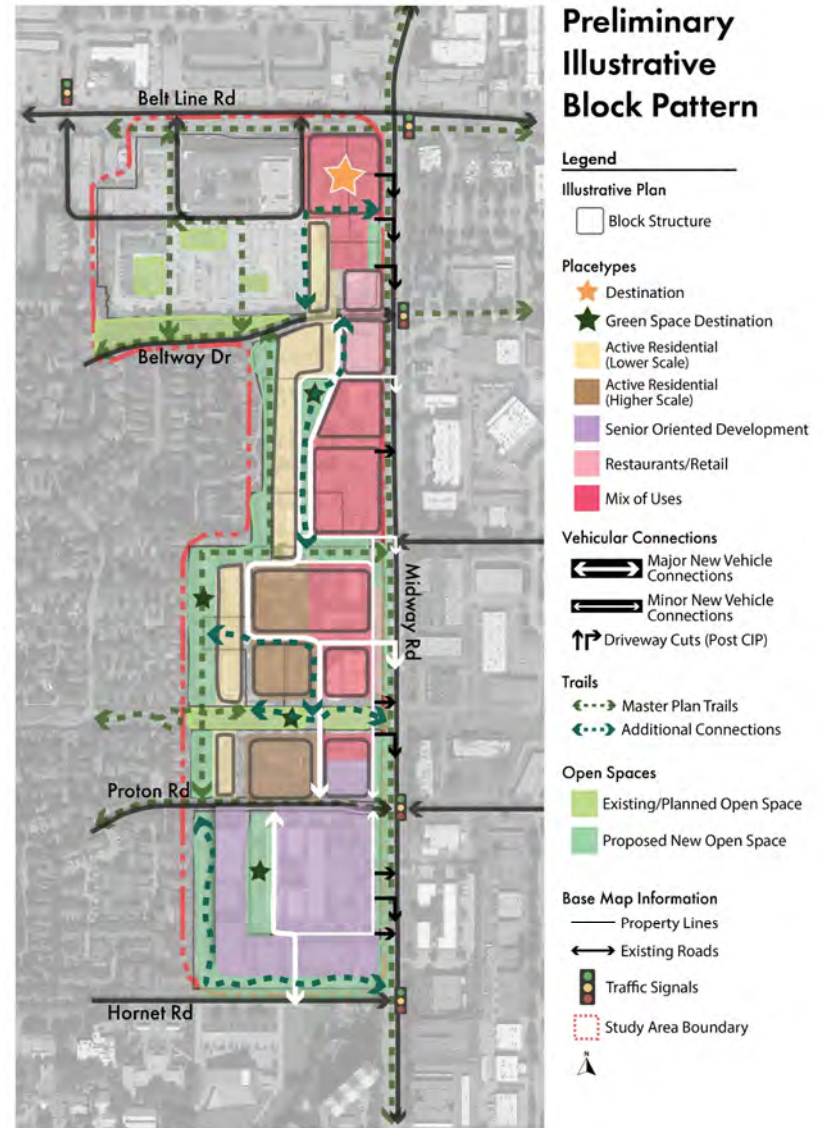 Preliminary
Illustrative
Block Pattern
Legend
Illustrative Plan
Block Structure
Placetypes
Destination
Green Space Destination
Active Residential
(Lower Scale)
Active Residential
(Higher Scale)
Senior Oriented Development
Restaurants/Retail
Mix of Uses
Vehicular Connections
Major New Vehicle
Connections
Minor New Vehicle
Connections
Driveway Cuts (Post CIP)
Trails
Master Plan Trails
Additional Connections
Open Spaces
Existing/Planned Open Space
Proposed New Open Space
Base Map Information
Property Lines
Existing Roads
Traffic Signals
Study Area Boundary
N
Belt Line Rd
Beltway Dr
Midway Rd
Proton Rd
Hornet Rd